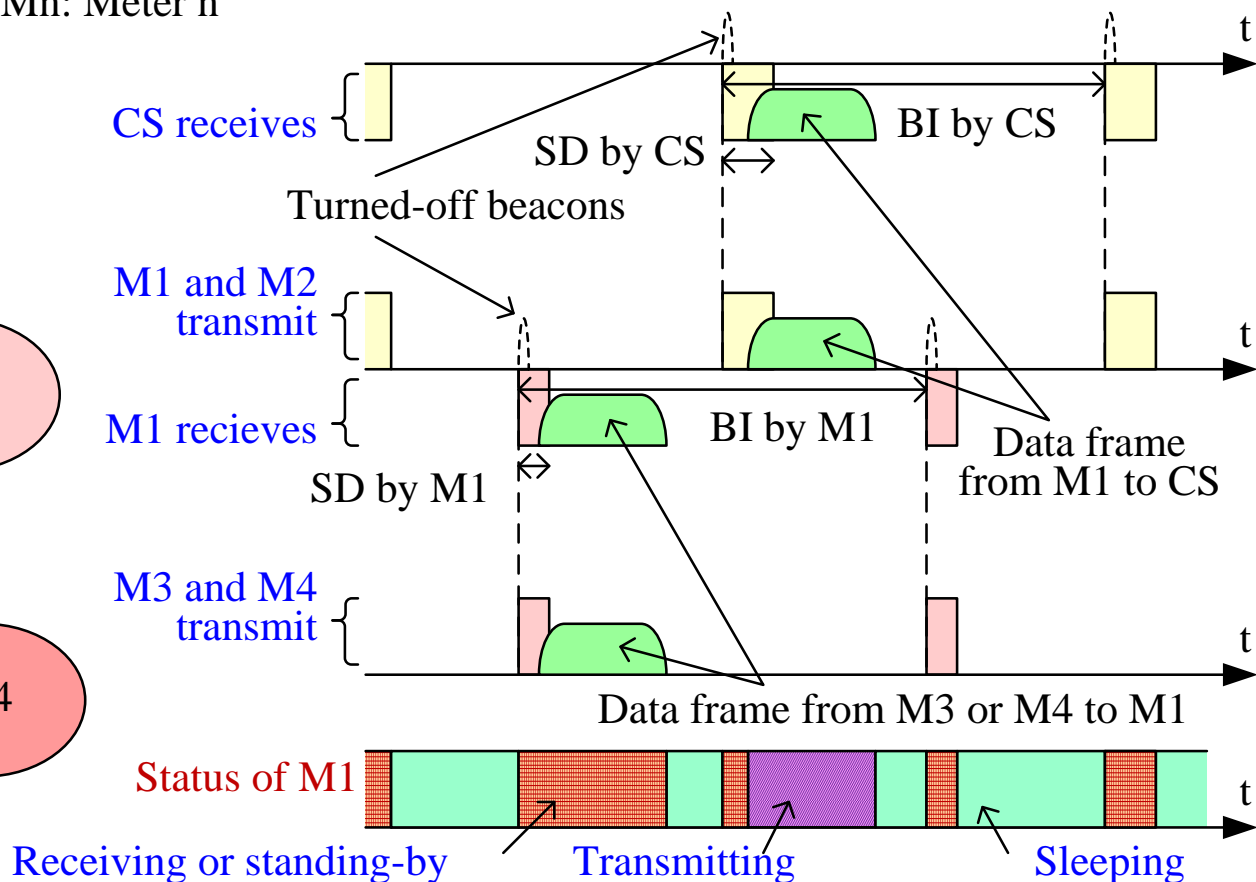 Mn: Meter n
t
CS receives
SD by CS
BI by CS
Turned-off beacons
M1 and M2
transmit
t
M1 recieves
BI by M1
SD by M1
Data frame
from M1 to CS
M3 and M4
transmit
t
4
Data frame from M3 or M4 to M1
Status of M1
t
Receiving or standing-by
Transmitting
Sleeping